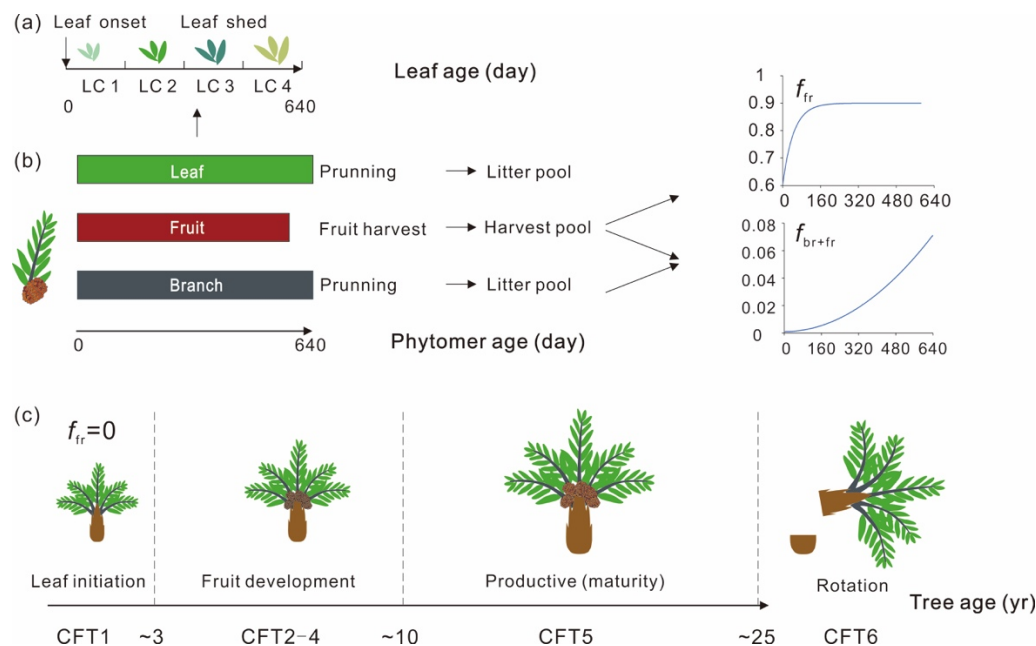 (a)
Leaf onset Leaf shed
LC 1 LC 2 LC 3 LC 4
0 640
Leaf age (day)
(b)
Leaf Prunning Litter pool
Fruit Fruit harvest Harvest pool
Branch Prunning Litter pool
0 640
Phytomer age (day)
f fr
1
0.9
0.8
0.7
0.6
0 160 320 480 640
f br+fr
0.08
0.06
0.04
0.02
0
0 160 320 480 640
(c)
f fr=0
Leaf initiation Fruit development Productive (maturity) Rotation
Tree age (yr)
CFT1 ~3 CFT2-4 ~10 CFT5 ~25 CFT6